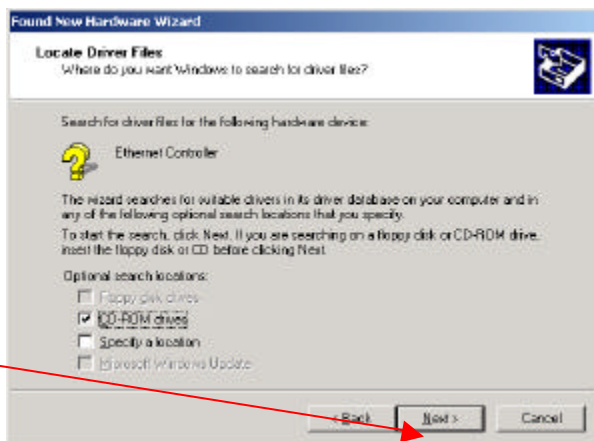 Found New Hardware Wizard
Locate Driver Files
Where do you want Windows to search for driver files?
Search for driver files for the following hardware device:
Ethernet Controller
The wizard searches for suitable drivers in its driver database on your computer and in
any of the following optional search locations that you specify.
To start the search, click Next. If you are searching on a floppy disk or CD-ROM drive,
insert the floppy disk or CD before clicking Next.
Optional search locations:
Floppy disk drives
CD-ROM drives
Specify a location
Microsoft Windows Update
< Back
Next >
Cancel